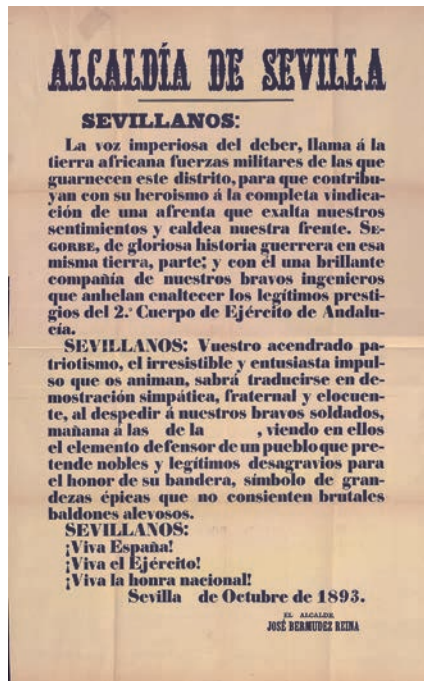 ALCALDÍA DE SEVILLA
SEVILLANOS:
La voz imperiosa del deber, llama á la
tierra africana fuerzas militares de las que
guarnecen este distrito, para que contribu-
yan con su heroismo á la completa vindica-
ción de una afrenta que exalta nuestros
sentimientos y caldea nuestra frente. SE-
GORBE, de gloriosa historia guerrera en esa
misma tierra, parte; y con él una brillante
compañía de nuestros bravos ingenieros
que anhelan enaltecer los legítimos presti-
gios del 2.º Cuerpo de Ejército de Andalu-
cía.
SEVILLANOS: Vuestro acendrado pa-
triotismo, el irresistible y entusiasta impul-
so que os animan, sabrá traducirse en de-
mostración simpática, fraternal y elocuen-
te, al despedir á nuestros bravos soldados,
mañana á las de la , viendo en ellos
el elemento defensor de un pueblo que pre-
tende nobles y legítimos desagravios para
el honor de su bandera, símbolo de gran-
dezas épicas que no consienten brutales
baldones alevosos.
SEVILLANOS:
¡Viva España!
¡Viva el Ejército!
¡Viva la honra nacional!
Sevilla de Octubre de 1893.
EL ALCALDE,
JOSÉ BERMUDEZ REINA